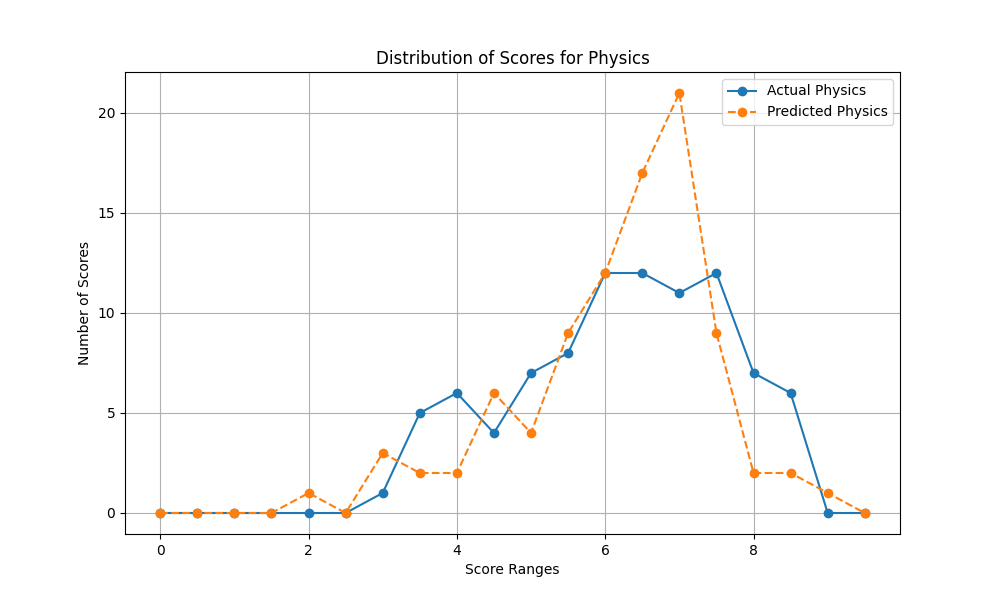 Distribution of Scores for Physics
Actual Physics
Predicted Physics
Number of Scores
20
15
10
5
0
0 2 4 6 8
Score Ranges